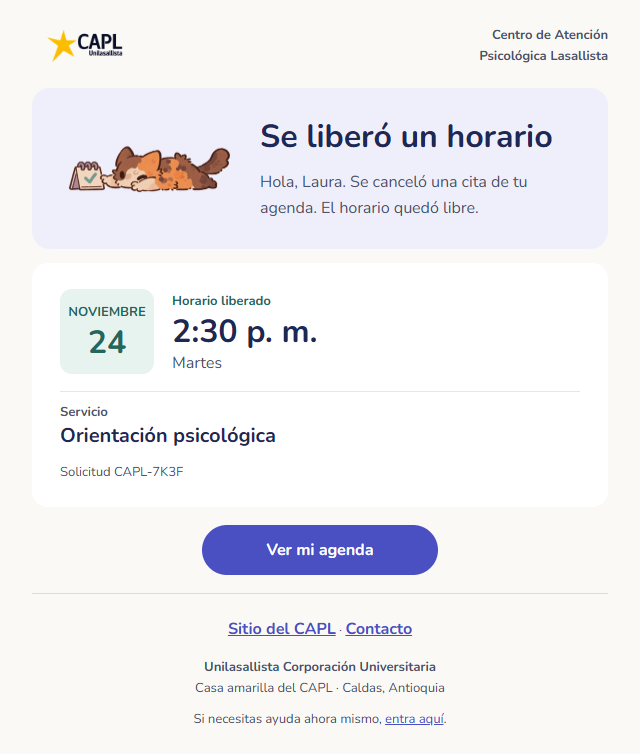 CAPL
Unilasallista
Centro de Atención
Psicológica Lasallista
Se liberó un horario
Hola, Laura. Se canceló una cita de tu
agenda. El horario quedó libre.
NOVIEMBRE
24
Horario liberado
2:30 p. m.
Martes
Servicio
Orientación psicológica
Solicitud CAPL-7K3F
Ver mi agenda
Sitio del CAPL · Contacto
Unilasallista Corporación Universitaria
Casa amarilla del CAPL · Caldas, Antioquia
Si necesitas ayuda ahora mismo, entra aquí.